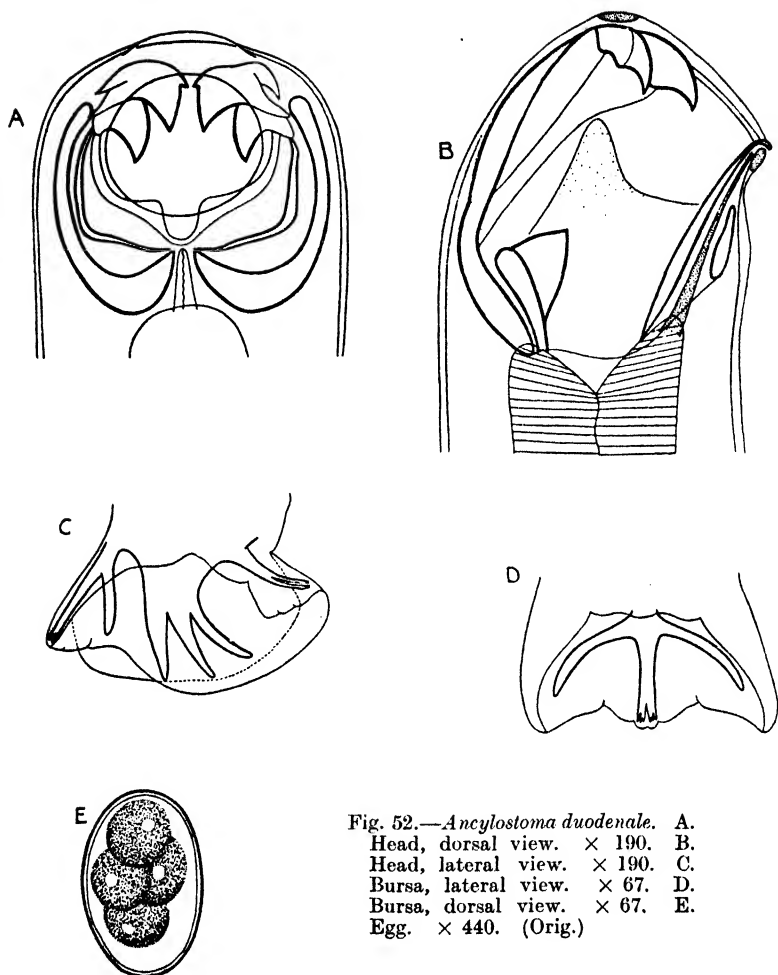 A
B
C
D
E
Fig. 52.—Ancylostoma duodenale. A.
Head, dorsal view. × 190. B.
Head, lateral view. × 190. C.
Bursa, lateral view. × 67. D.
Bursa, dorsal view. × 67. E.
Egg. × 440. (Orig.)